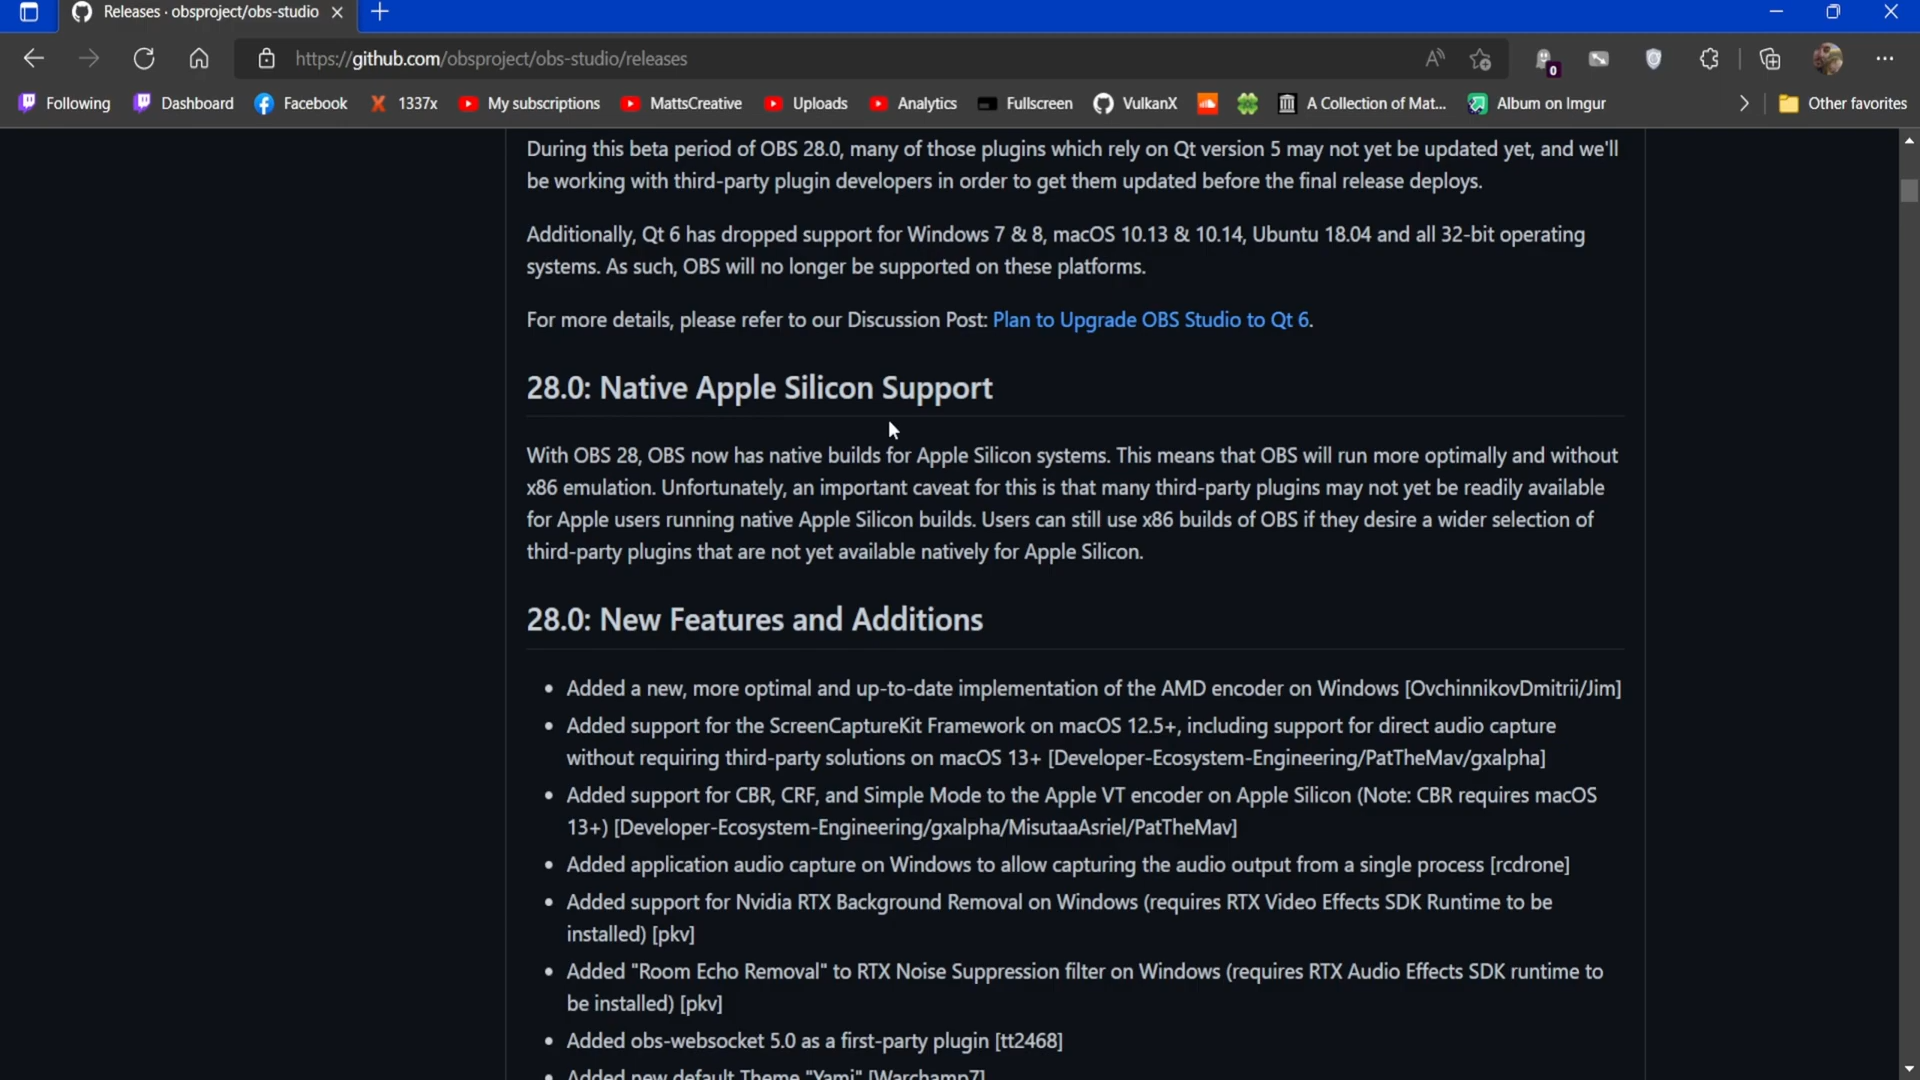 Releases · obsproject/obs-studio
https://github.com/obsproject/obs-studio/releases
0
Following Dashboard Facebook 1337x My subscriptions MattsCreative Uploads Analytics Fullscreen VulkanX A Collection of Mat... Album on Imgur Other favorites
During this beta period of OBS 28.0, many of those plugins which rely on Qt version 5 may not yet be updated yet, and we'll
be working with third-party plugin developers in order to get them updated before the final release deploys.
Additionally, Qt 6 has dropped support for Windows 7 & 8, macOS 10.13 & 10.14, Ubuntu 18.04 and all 32-bit operating
systems. As such, OBS will no longer be supported on these platforms.
For more details, please refer to our Discussion Post: Plan to Upgrade OBS Studio to Qt 6.
28.0: Native Apple Silicon Support
With OBS 28, OBS now has native builds for Apple Silicon systems. This means that OBS will run more optimally and without
x86 emulation. Unfortunately, an important caveat for this is that many third-party plugins may not yet be readily available
for Apple users running native Apple Silicon builds. Users can still use x86 builds of OBS if they desire a wider selection of
third-party plugins that are not yet available natively for Apple Silicon.
28.0: New Features and Additions
• Added a new, more optimal and up-to-date implementation of the AMD encoder on Windows [OvchinnikovDmitrii/Jim]
• Added support for the ScreenCaptureKit Framework on macOS 12.5+, including support for direct audio capture
without requiring third-party solutions on macOS 13+ [Developer-Ecosystem-Engineering/PatTheMav/gxalpha]
• Added support for CBR, CRF, and Simple Mode to the Apple VT encoder on Apple Silicon (Note: CBR requires macOS
13+) [Developer-Ecosystem-Engineering/gxalpha/MisutaaAsriel/PatTheMav]
• Added application audio capture on Windows to allow capturing the audio output from a single process [rcdrone]
• Added support for Nvidia RTX Background Removal on Windows (requires RTX Video Effects SDK Runtime to be
installed) [pkv]
• Added "Room Echo Removal" to RTX Noise Suppression filter on Windows (requires RTX Audio Effects SDK runtime to
be installed) [pkv]
• Added obs-websocket 5.0 as a first-party plugin [tt2468]
• Added new default Theme "Yami" [Warchamp7]